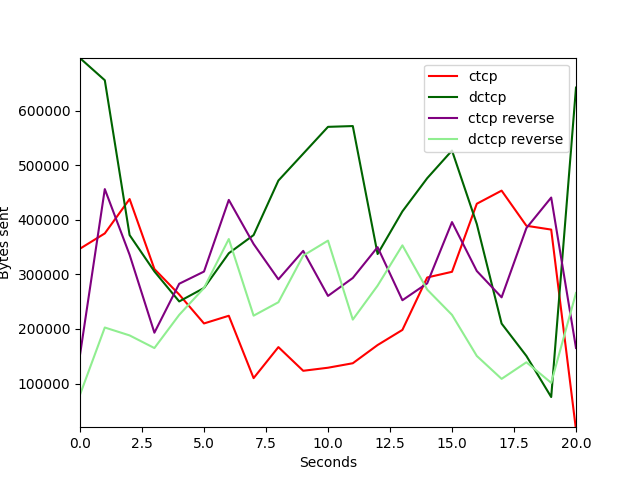 ctcp
dctcp
ctcp reverse
dctcp reverse
600000
500000
400000
300000
200000
100000
Bytes sent
0.0 2.5 5.0 7.5 10.0 12.5 15.0 17.5 20.0
Seconds